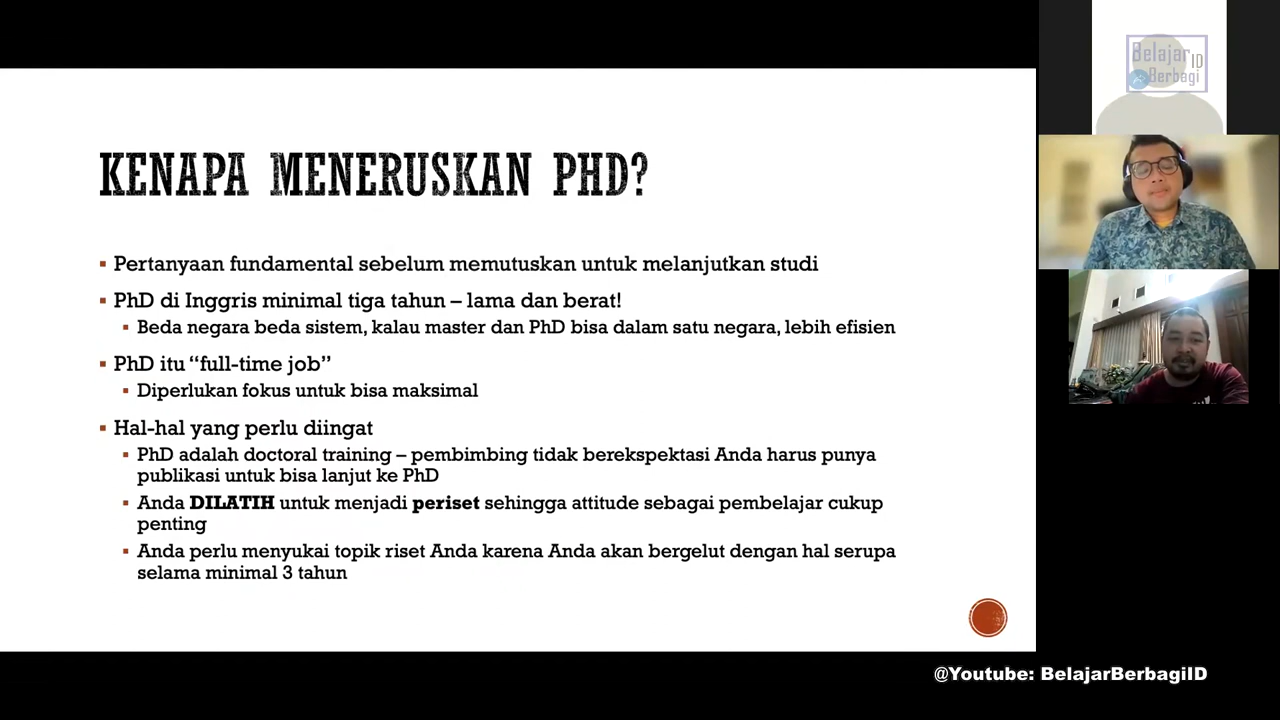 KENAPA MENERUSKAN PHD?
▪ Pertanyaan fundamental sebelum memutuskan untuk melanjutkan studi
▪ PhD di Inggris minimal tiga tahun – lama dan berat!
▪ Beda negara beda sistem, kalau master dan PhD bisa dalam satu negara, lebih efisien
▪ PhD itu “full-time job”
▪ Diperlukan fokus untuk bisa maksimal
▪ Hal-hal yang perlu diingat
▪ PhD adalah doctoral training – pembimbing tidak berekspektasi Anda harus punya
publikasi untuk bisa lanjut ke PhD
▪ Anda DILATIH untuk menjadi periset sehingga attitude sebagai pembelajar cukup
penting
▪ Anda perlu menyukai topik riset Anda karena Anda akan bergelut dengan hal serupa
selama minimal 3 tahun
Belajar ID
Berbagi
@Youtube: BelajarBerbagiID